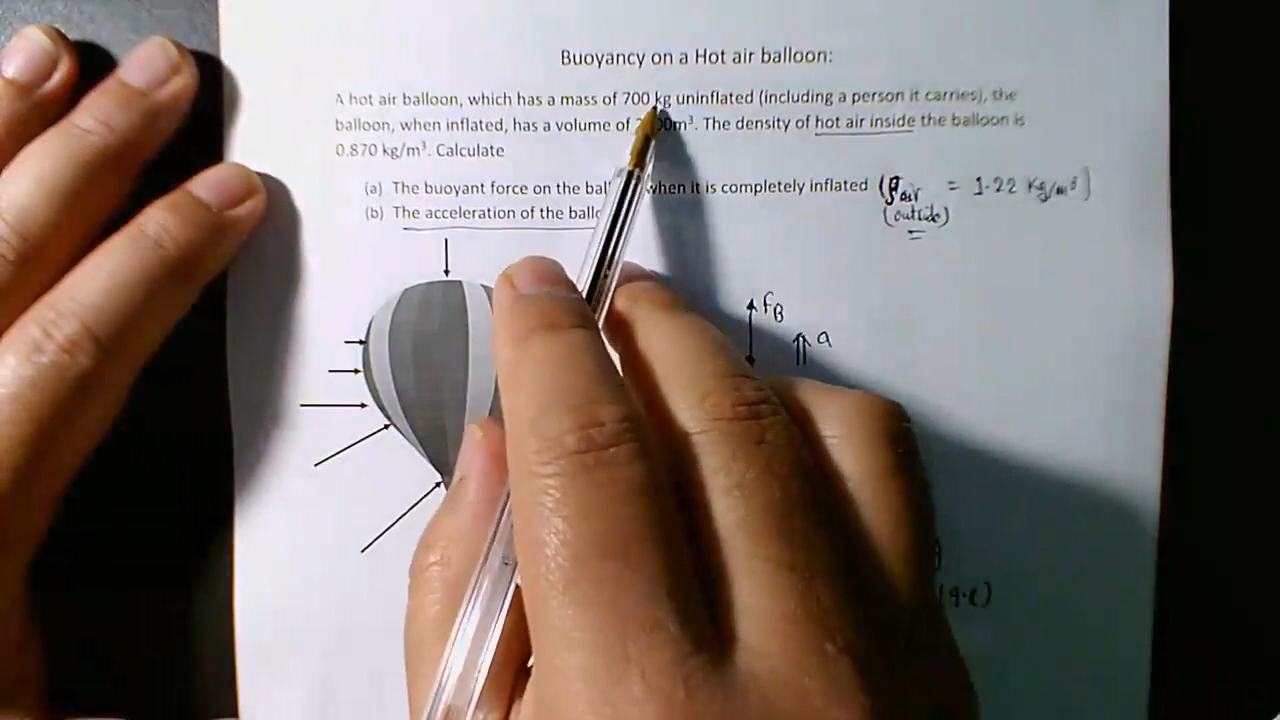 Buoyancy on a Hot air balloon:
A hot air balloon, which has a mass of 700 kg uninflated (including a person it carries), the
balloon, when inflated, has a volume of 00m³. The density of hot air inside the balloon is
0.870 kg/m³. Calculate
(a) The buoyant force on the when it is completely inflated (ρair = 1.22 Kg/m³)
(outside)
(b) The acceleration of the
FB
a